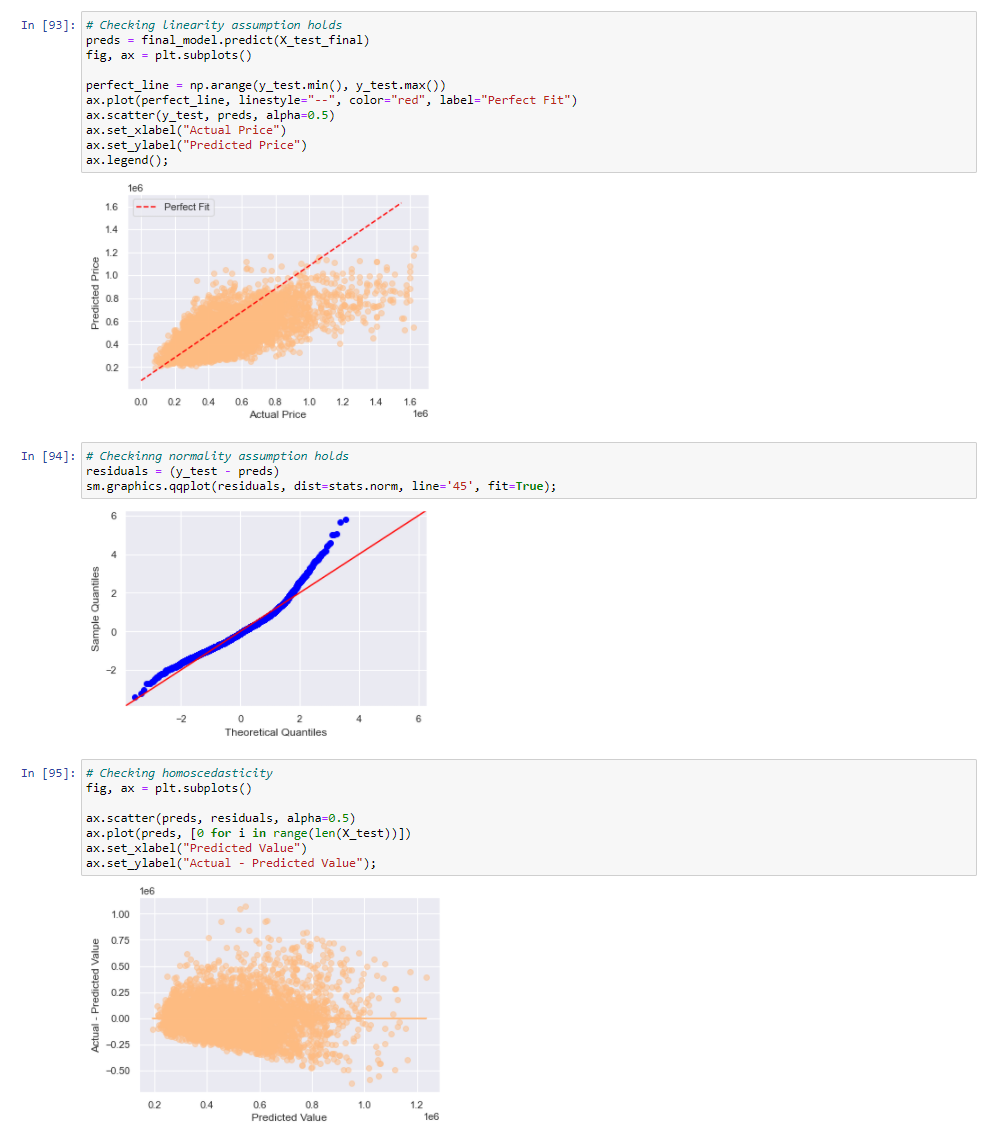 In [93]:
# Checking linearity assumption holds
preds = final_model.predict(X_test_final)
fig, ax = plt.subplots()
perfect_line = np.arange(y_test.min(), y_test.max())
ax.plot(perfect_line, linestyle="--", color="red", label="Perfect Fit")
ax.scatter(y_test, preds, alpha=0.5)
ax.set_xlabel("Actual Price")
ax.set_ylabel("Predicted Price")
ax.legend();
1e6
Perfect Fit
1.6
1.4
1.2
1.0
0.8
0.6
0.4
0.2
Predicted Price
0.0 0.2 0.4 0.6 0.8 1.0 1.2 1.4 1.6
Actual Price
1e6
In [94]:
# Checkinng normality assumption holds
residuals = (y_test - preds)
sm.graphics.qqplot(residuals, dist=stats.norm, line='45', fit=True);
6
4
2
0
−2
Sample Quantiles
−2 0 2 4 6
Theoretical Quantiles
In [95]:
# Checking homoscedasticity
fig, ax = plt.subplots()
ax.scatter(preds, residuals, alpha=0.5)
ax.plot(preds, [0 for i in range(len(X_test))])
ax.set_xlabel("Predicted Value")
ax.set_ylabel("Actual - Predicted Value");
1e6
1.00
0.75
0.50
0.25
0.00
−0.25
−0.50
Actual - Predicted Value
0.2 0.4 0.6 0.8 1.0 1.2
Predicted Value
1e6